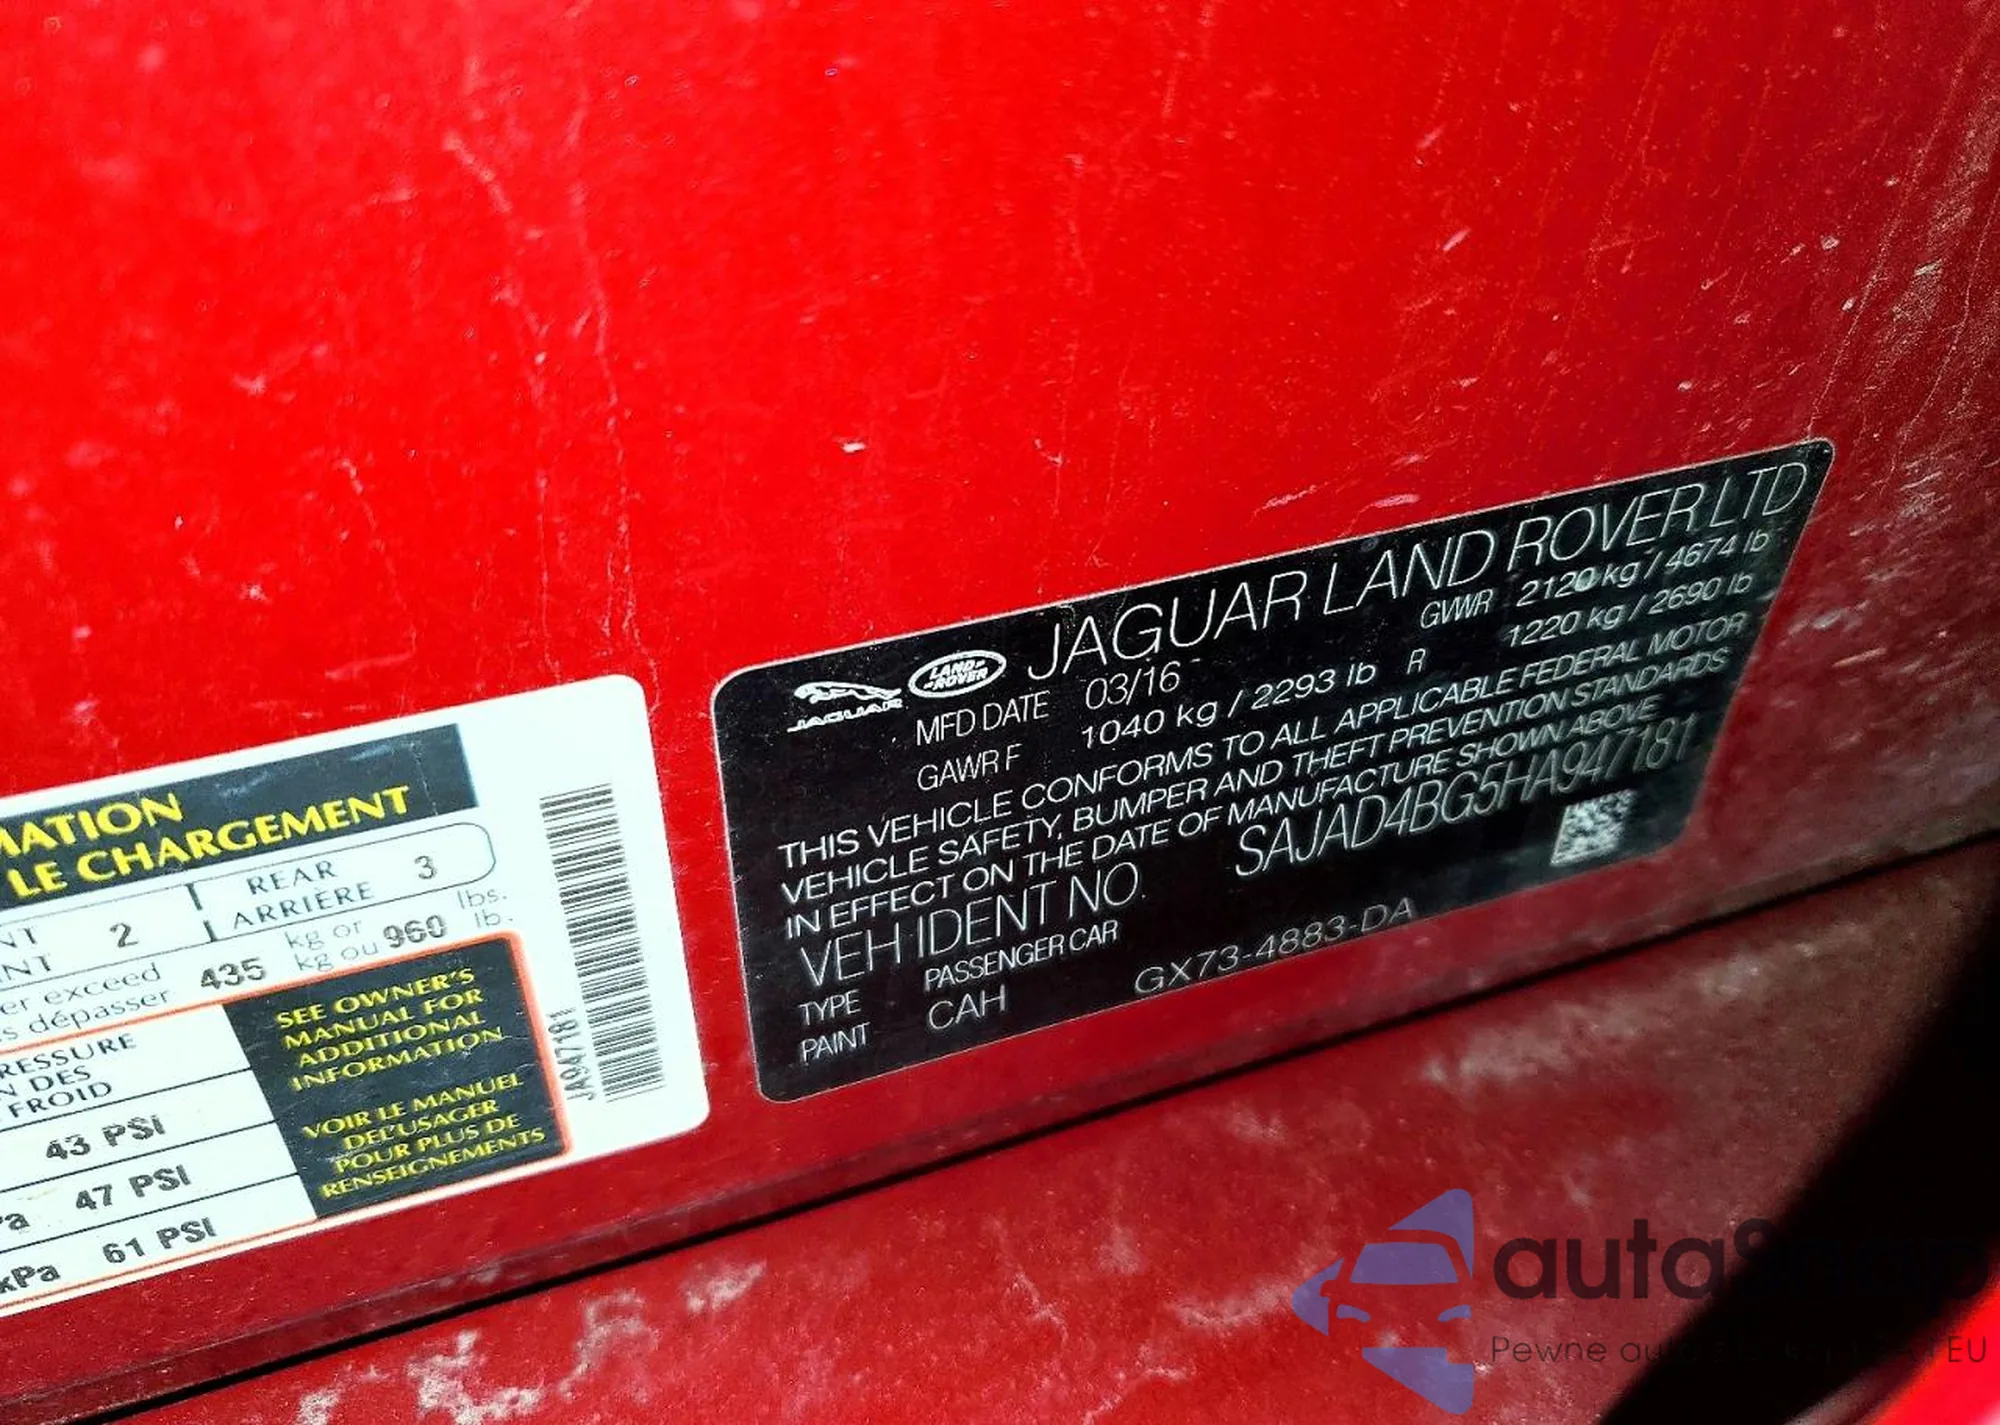 MATION
LE CHARGEMENT
2
REAR
ARRIÈRE
3
NT
exceed
dépasser
435
kg or
kg ou
960
lbs.
lb.
DES
FROID
43 PSI
47 PSI
kPa
61 PSI
SEE OWNER'S
MANUAL FOR
ADDITIONAL
INFORMATION
VOIR LE MANUEL
DEL'USAGER
POUR PLUS DE
RENSEIGNEMENTS
JA947181
JAGUAR
LAND-
-ROVER
JAGUAR LAND ROVER LTD
MFD DATE 03/16 GVWR 2120 kg / 4674 lb
GAWR F 1040 kg / 2293 lb R 1220 kg / 2690 lb
THIS VEHICLE CONFORMS TO ALL APPLICABLE FEDERAL MOTOR
VEHICLE SAFETY, BUMPER AND THEFT PREVENTION STANDARDS
IN EFFECT ON THE DATE OF MANUFACTURE SHOWN ABOVE
VEH IDENT NO. SAJAD4BG5HA947181
TYPE PASSENGER CAR
PAINT CAH GX73-4883-DA
Pewne